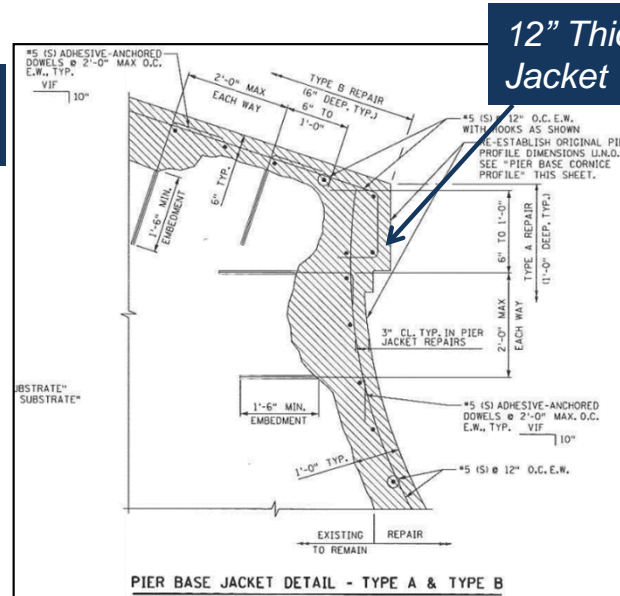 12” Thic
Jacket
#5 (S) ADHESIVE-ANCHORED
DOWELS @ 2'-0" MAX O.C.
E.W., TYP.
VIF
10"
2'-0" MAX
EACH WAY
TYPE B REPAIR
(6" DEEP, TYP.)
6" TO
1'-0"
#5 (S) @ 12" O.C. E.W.
WITH HOOKS AS SHOWN
RE-ESTABLISH ORIGINAL PIE
PROFILE DIMENSIONS U.N.O.
SEE "PIER BASE CORNICE
PROFILE" THIS SHEET.
6" TYP.
1'-6" MIN.
EMBEDMENT
6" TO 1'-0"
TYPE A REPAIR
(1'-0" DEEP, TYP.)
2'-0" MAX
EACH WAY
3" CL. TYP. IN PIER
JACKET REPAIRS
UBSTRATE"
SUBSTRATE"
1'-6" MIN.
EMBEDMENT
#5 (S) ADHESIVE-ANCHORED
DOWELS @ 2'-0" MAX. O.C.
E.W., TYP. VIF
10"
1'-0" TYP.
#5 (S) @ 12" O.C.E.W.
EXISTING
TO REMAIN
REPAIR
PIER BASE JACKET DETAIL - TYPE A & TYPE B